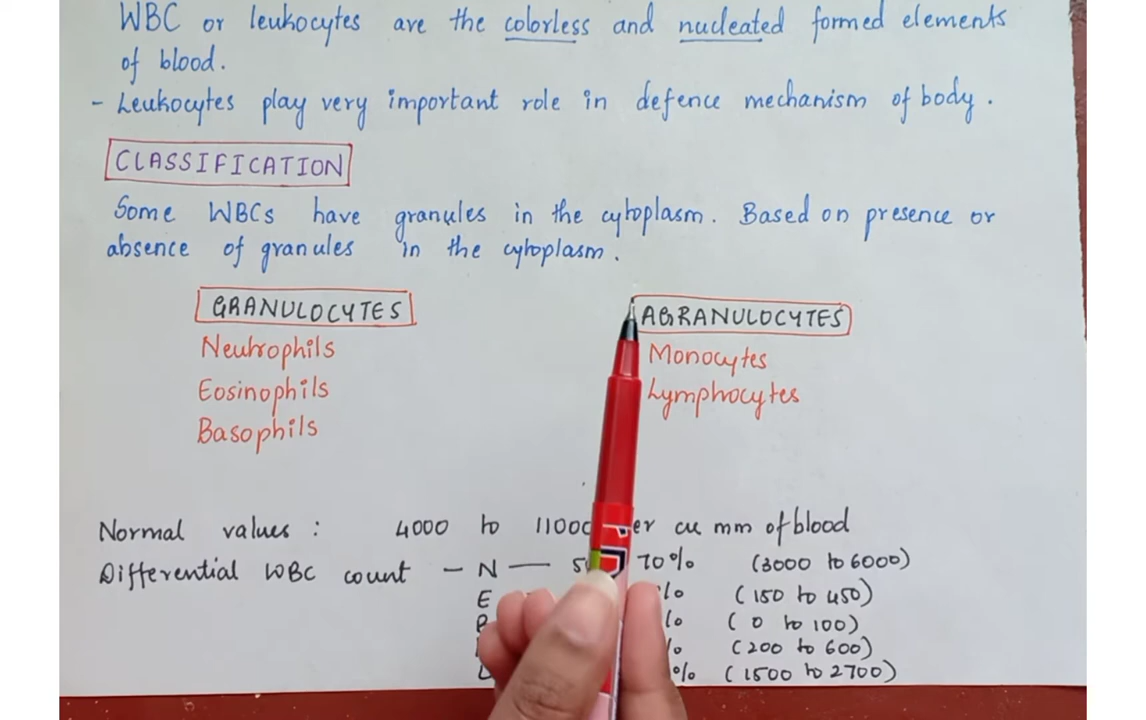 WBC or leukocytes are the colorless and nucleated formed elements
of blood.
- Leukocytes play very important role in defence mechanism of body.
CLASSIFICATION
Some WBCs have granules in the cytoplasm. Based on presence or
absence of granules in the cytoplasm.
GRANULOCYTES
Neutrophils
Eosinophils
Basophils
AGRANULOCYTES
Monocytes
Lymphocytes
Normal values : 4000 to 11000 cu mm of blood
Differential WBC count - N — 70% (3000 to 6000)
E % (150 to 450)
B % (0 to 100)
% (200 to 600)
L % (1500 to 2700)